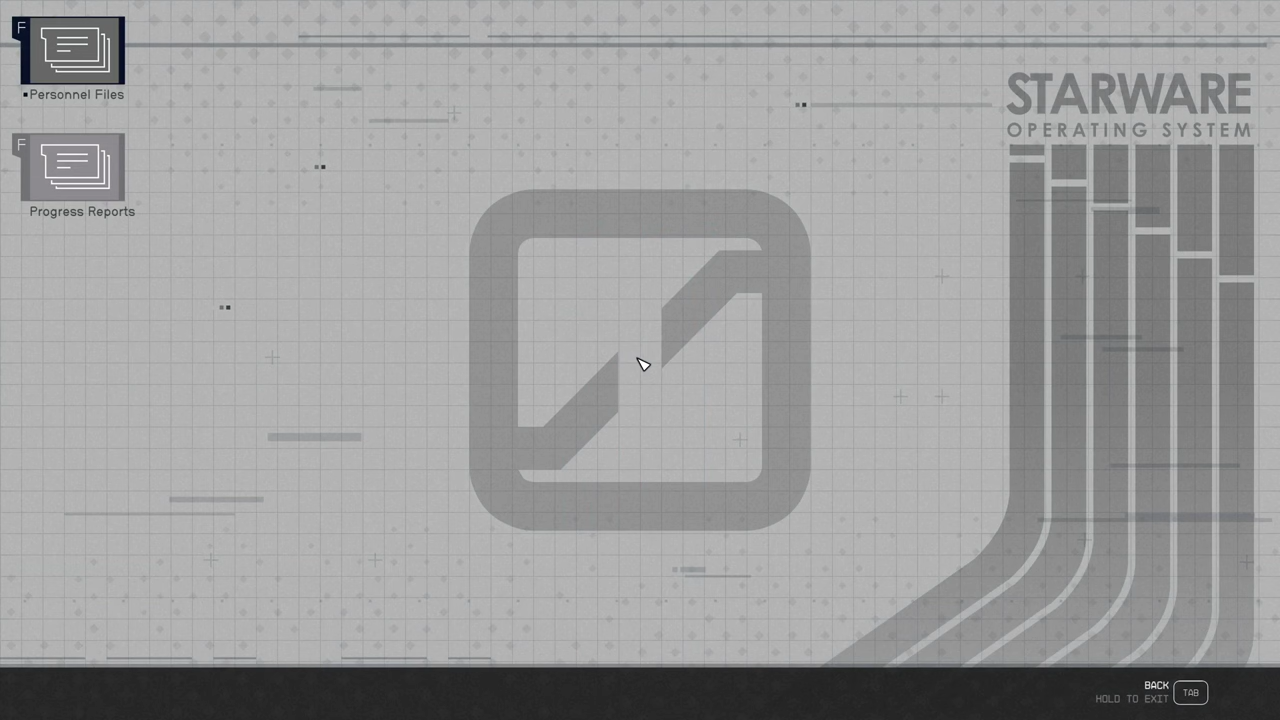 F
Personnel Files
F
Progress Reports
STARWARE
OPERATING SYSTEM
BACK
HOLD TO EXIT
TAB